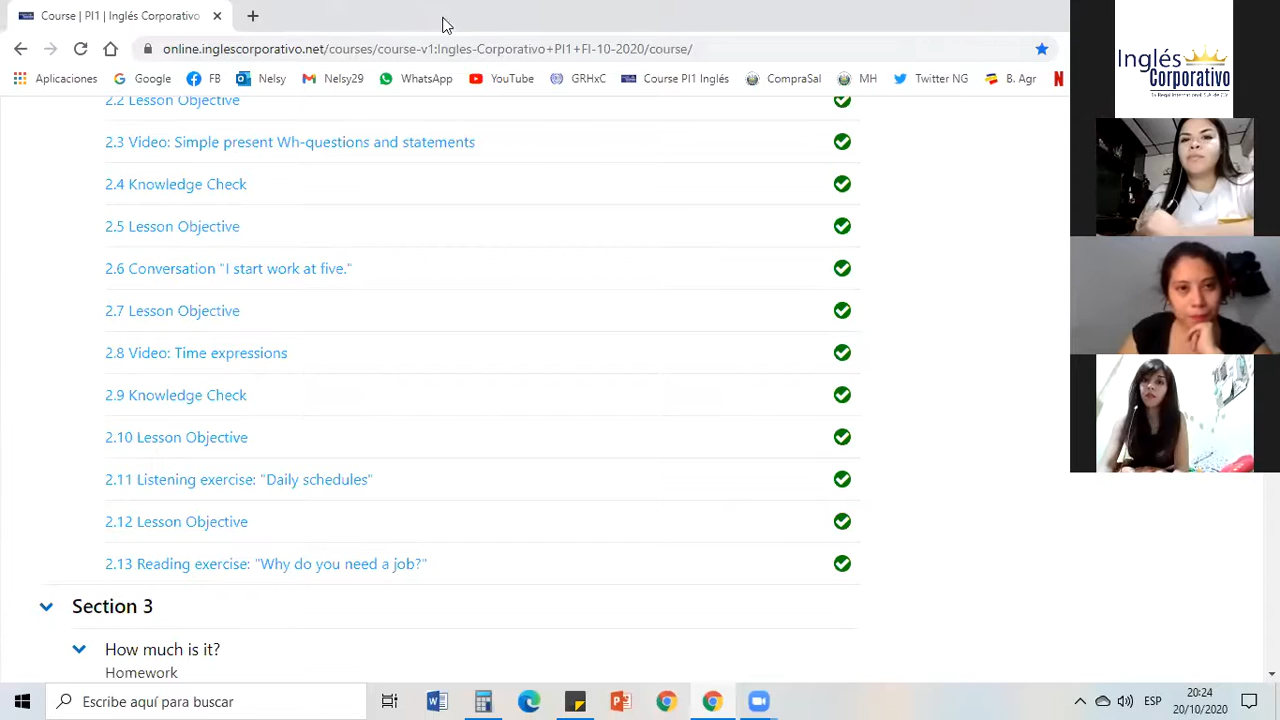 Course | PI1 | Inglés Corporativo
online.inglescorporativo.net/courses/course-v1:Ingles-Corporativo+PI1+FI-10-2020/course/
Aplicaciones Google FB Nelsy Nelsy29 WhatsApp YouTube GRHxC Course PI1 Inglés CompraSal MH Twitter NG B. Agr
2.2 Lesson Objective
2.3 Video: Simple present Wh-questions and statements
2.4 Knowledge Check
2.5 Lesson Objective
2.6 Conversation "I start work at five."
2.7 Lesson Objective
2.8 Video: Time expressions
2.9 Knowledge Check
2.10 Lesson Objective
2.11 Listening exercise: "Daily schedules"
2.12 Lesson Objective
2.13 Reading exercise: "Why do you need a job?"
Section 3
How much is it?
Homework
Inglés
Corporativo
Escribe aquí para buscar
ESP
20:24
20/10/2020